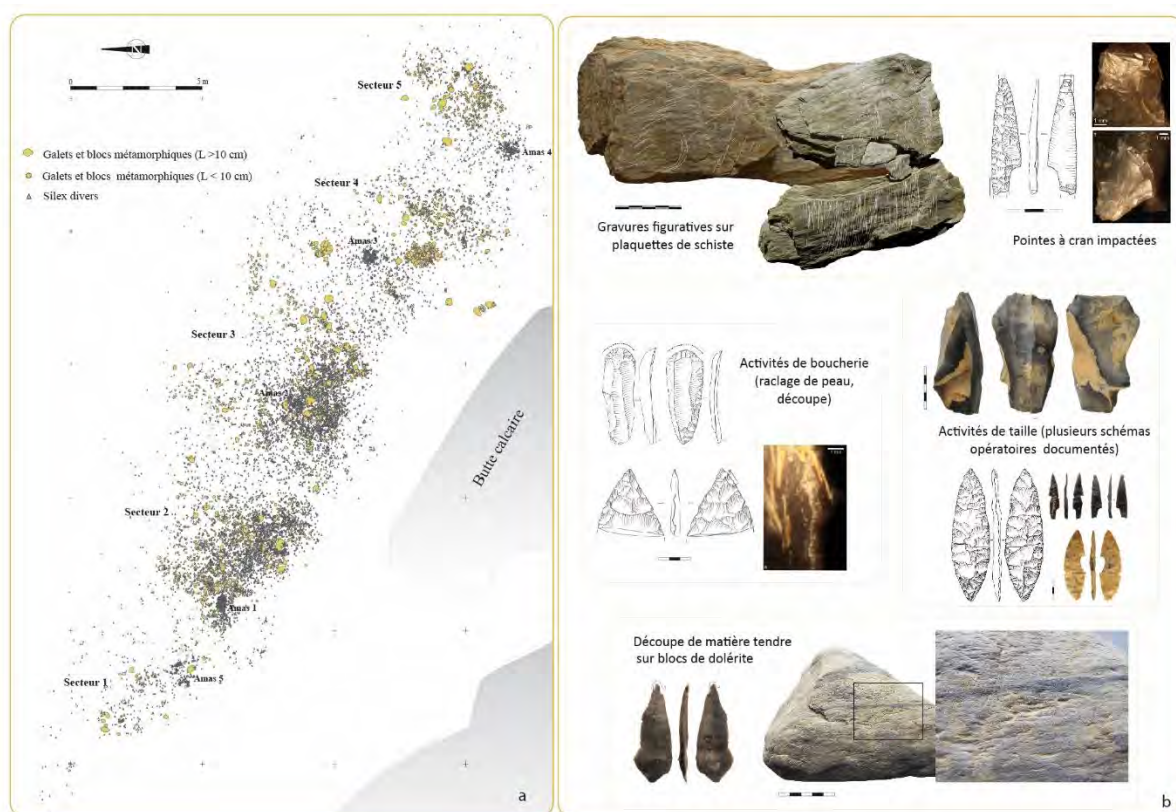 N
0
5 m
Galets et blocs métamorphiques (L >10 cm)
Galets et blocs métamorphiques (L < 10 cm)
Silex divers
Secteur 5
Amas 4
Secteur 4
Amas 3
Secteur 3
Amas
Butte calcaire
Secteur 2
Amas 1
Secteur 1
Amas 5
a
Gravures figuratives sur
plaquettes de schiste
1 mm
Pointes à cran impactées
Activités de boucherie
(raclage de peau,
découpe)
Activités de taille (plusieurs schémas
opératoires documentés)
Découpe de matière tendre
sur blocs de dolérite
b